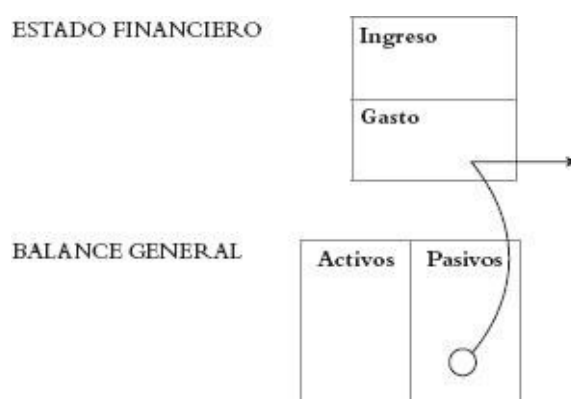 ESTADO FINANCIERO
Ingreso
Gasto
BALANCE GENERAL
Activos
Pasivos